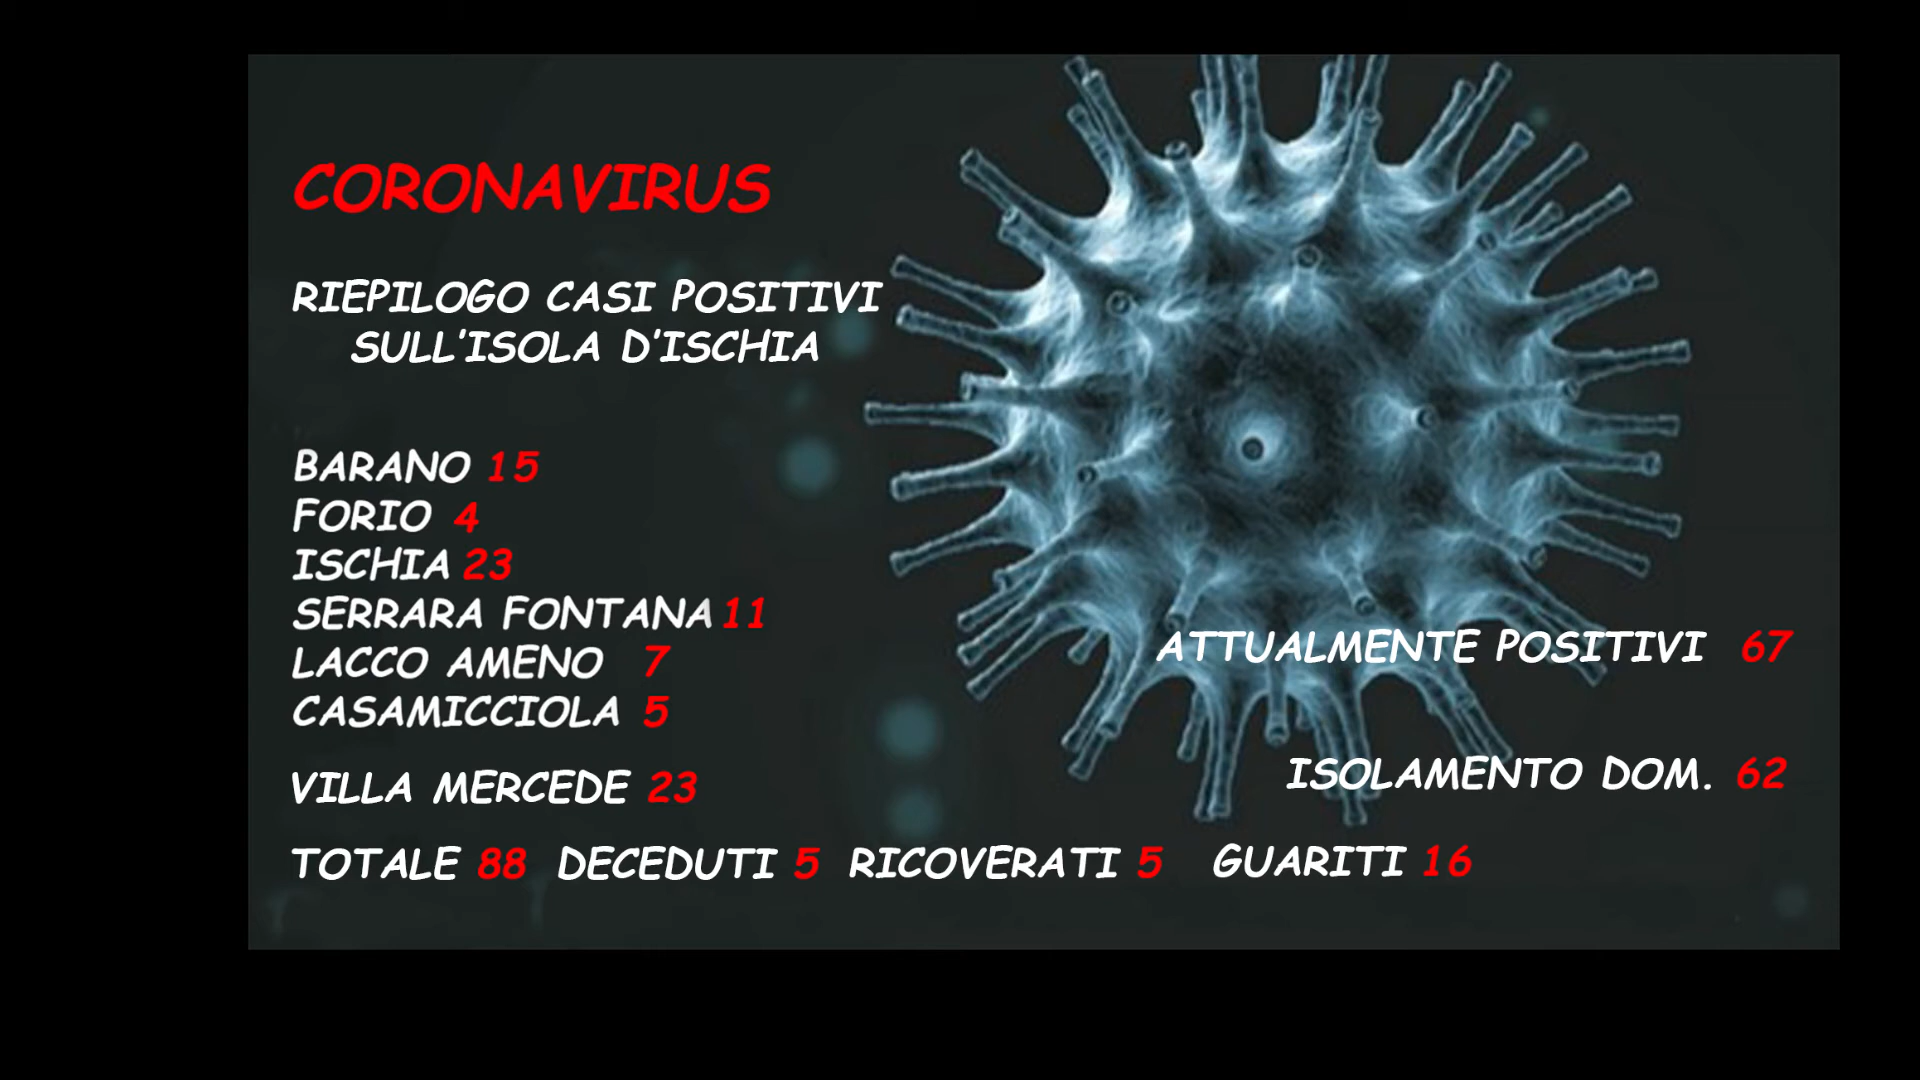 CORONAVIRUS
RIEPILOGO CASI POSITIVI
SULL'ISOLA D'ISCHIA
BARANO 15
FORIO 4
ISCHIA 23
SERRARA FONTANA 11
LACCO AMENO 7
CASAMICCIOLA 5
VILLA MERCEDE 23
ATTUALMENTE POSITIVI 67
ISOLAMENTO DOM. 62
TOTALE 88 DECEDUTI 5 RICOVERATI 5 GUARITI 16